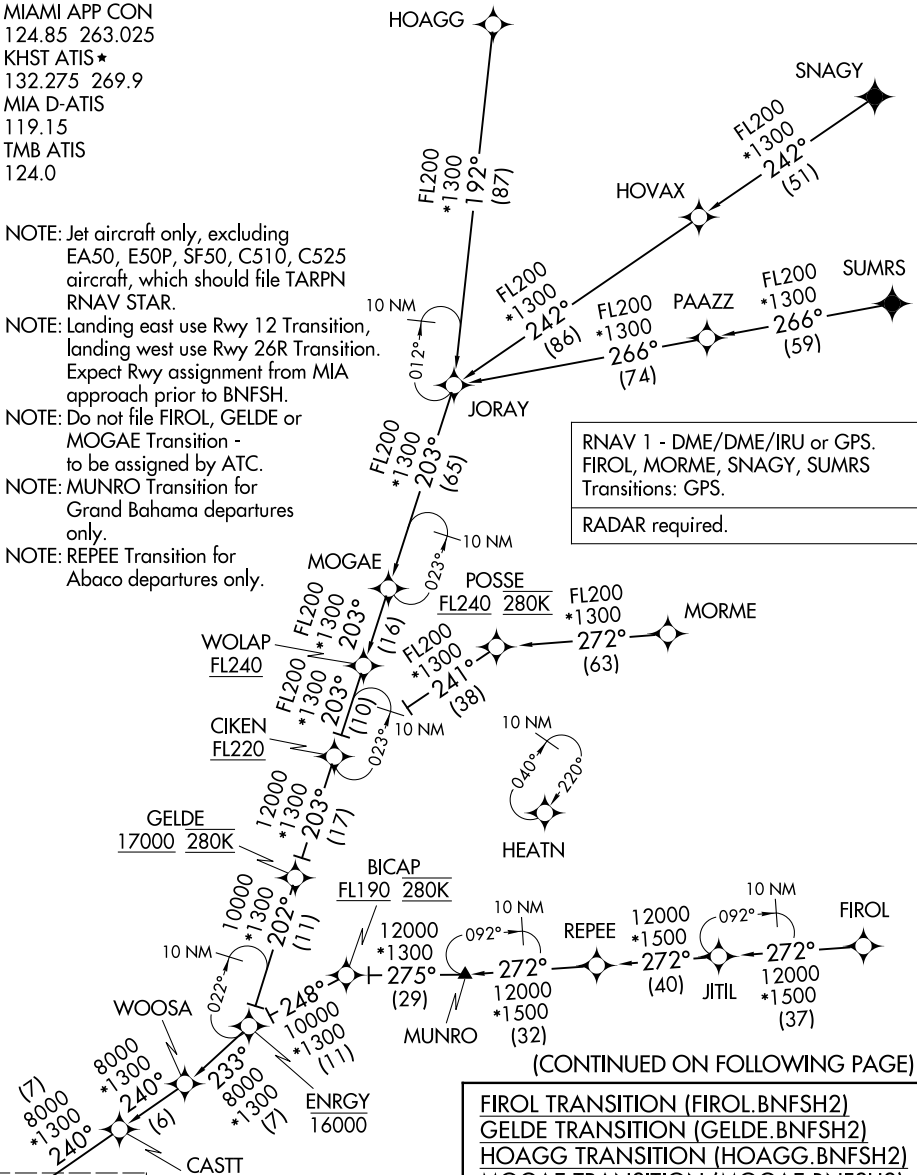 MIAMI APP CON
124.85 263.025
KHST ATIS★
132.275 269.9
MIA D-ATIS
119.15
TMB ATIS
124.0
NOTE: Jet aircraft only, excluding
EA50, E50P, SF50, C510, C525
aircraft, which should file TARPN
RNAV STAR.
NOTE: Landing east use Rwy 12 Transition,
landing west use Rwy 26R Transition.
Expect Rwy assignment from MIA
approach prior to BNFSH.
NOTE: Do not file FIROL, GELDE or
MOGAE Transition -
to be assigned by ATC.
NOTE: MUNRO Transition for
Grand Bahama departures
only.
NOTE: REPEE Transition for
Abaco departures only.
HOAGG
FL200
*1300
192°
(87)
SNAGY
FL200
*1300
242°
(51)
HOVAX
FL200
*1300
242°
(86)
SUMRS
FL200
*1300
266°
(59)
PAAZZ
FL200
*1300
266°
(74)
10 NM
012°
JORAY
FL200
*1300
203°
(65)
RNAV 1 - DME/DME/IRU or GPS.
FIROL, MORME, SNAGY, SUMRS
Transitions: GPS.
RADAR required.
10 NM
023°
MOGAE
FL200
*1300
203°
(16)
POSSE
FL240 280K
FL200
*1300
272°
(63)
MORME
FL200
*1300
241°
(38)
WOLAP
FL240
FL200
*1300
203°
(10)
10 NM
023°
CIKEN
FL220
12000
*1300
203°
(17)
10 NM
040°
220°
HEATN
GELDE
17000 280K
10000
*1300
202°
(11)
BICAP
FL190 280K
12000
*1300
275°
(29)
10 NM
092°
MUNRO
272°
12000
*1500
(32)
REPEE
12000
*1500
272°
(40)
10 NM
092°
JITIL
272°
12000
*1500
(37)
FIROL
10 NM
022°
248°
10000
*1300
(11)
ENRGY
16000
WOOSA
233°
8000
*1300
(7)
8000
*1300
240°
(6)
CASTT
(7)
8000
*1300
240°
(CONTINUED ON FOLLOWING PAGE)
FIROL TRANSITION (FIROL.BNFSH2)
GELDE TRANSITION (GELDE.BNFSH2)
HOAGG TRANSITION (HOAGG.BNFSH2)
MOGAE TRANSITION (MOGAE.BNFSH2)